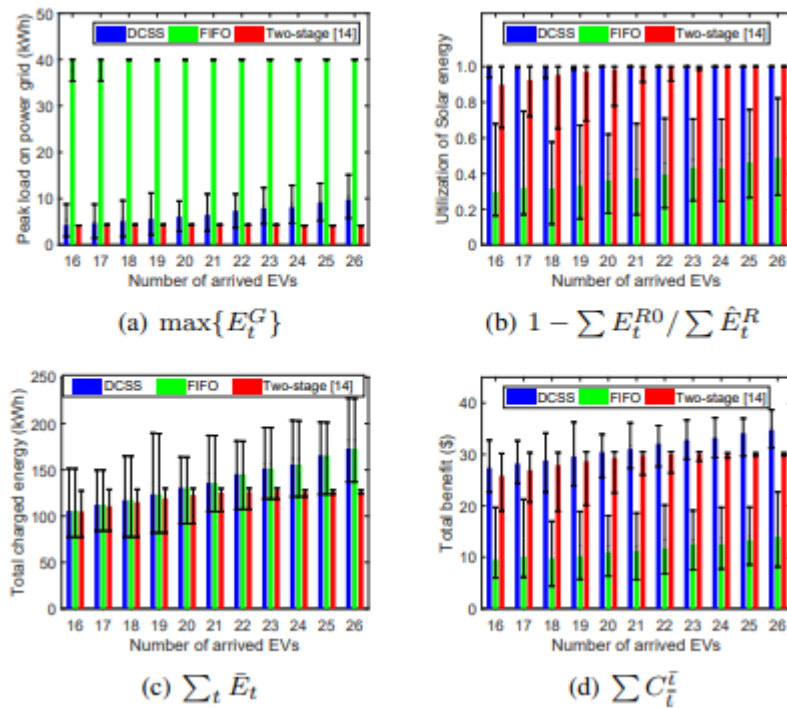 50
40
30
20
10
0
Peak load on power grid (kWh)
DCSS FIFO Two-stage [14]
16 17 18 19 20 21 22 23 24 25 26
Number of arrived EVs
(a) max{E_t^G}
1.0
0.8
0.6
0.4
0.2
0
Utilization of Solar energy
DCSS FIFO Two-stage [14]
16 17 18 19 20 21 22 23 24 25 26
Number of arrived EVs
(b) 1 − ∑ E_t^{R0} / ∑ Ê_t^R
250
200
150
100
50
0
Total charged energy (kWh)
DCSS FIFO Two-stage [14]
16 17 18 19 20 21 22 23 24 25 26
Number of arrived EVs
(c) ∑_t Ē_t
40
30
20
10
0
Total benefit ($)
DCSS FIFO Two-stage [14]
16 17 18 19 20 21 22 23 24 25 26
Number of arrived EVs
(d) ∑ C_{\underline{t}}^{\bar{t}}